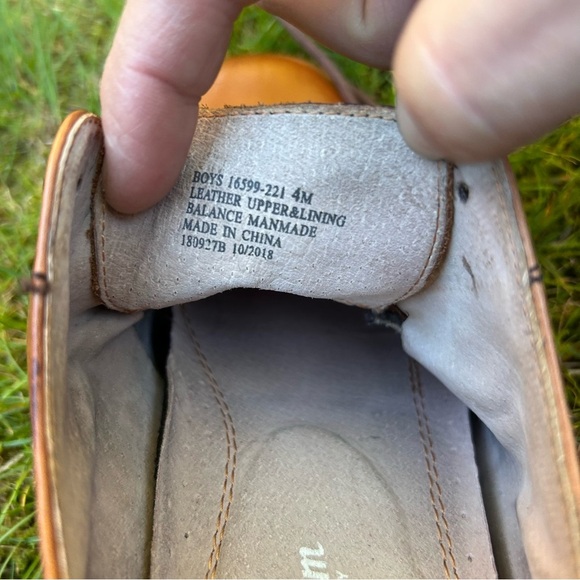 BOYS 16599-221 4M
LEATHER UPPER&LINING
BALANCE MANMADE
MADE IN CHINA
180927B 10/2018